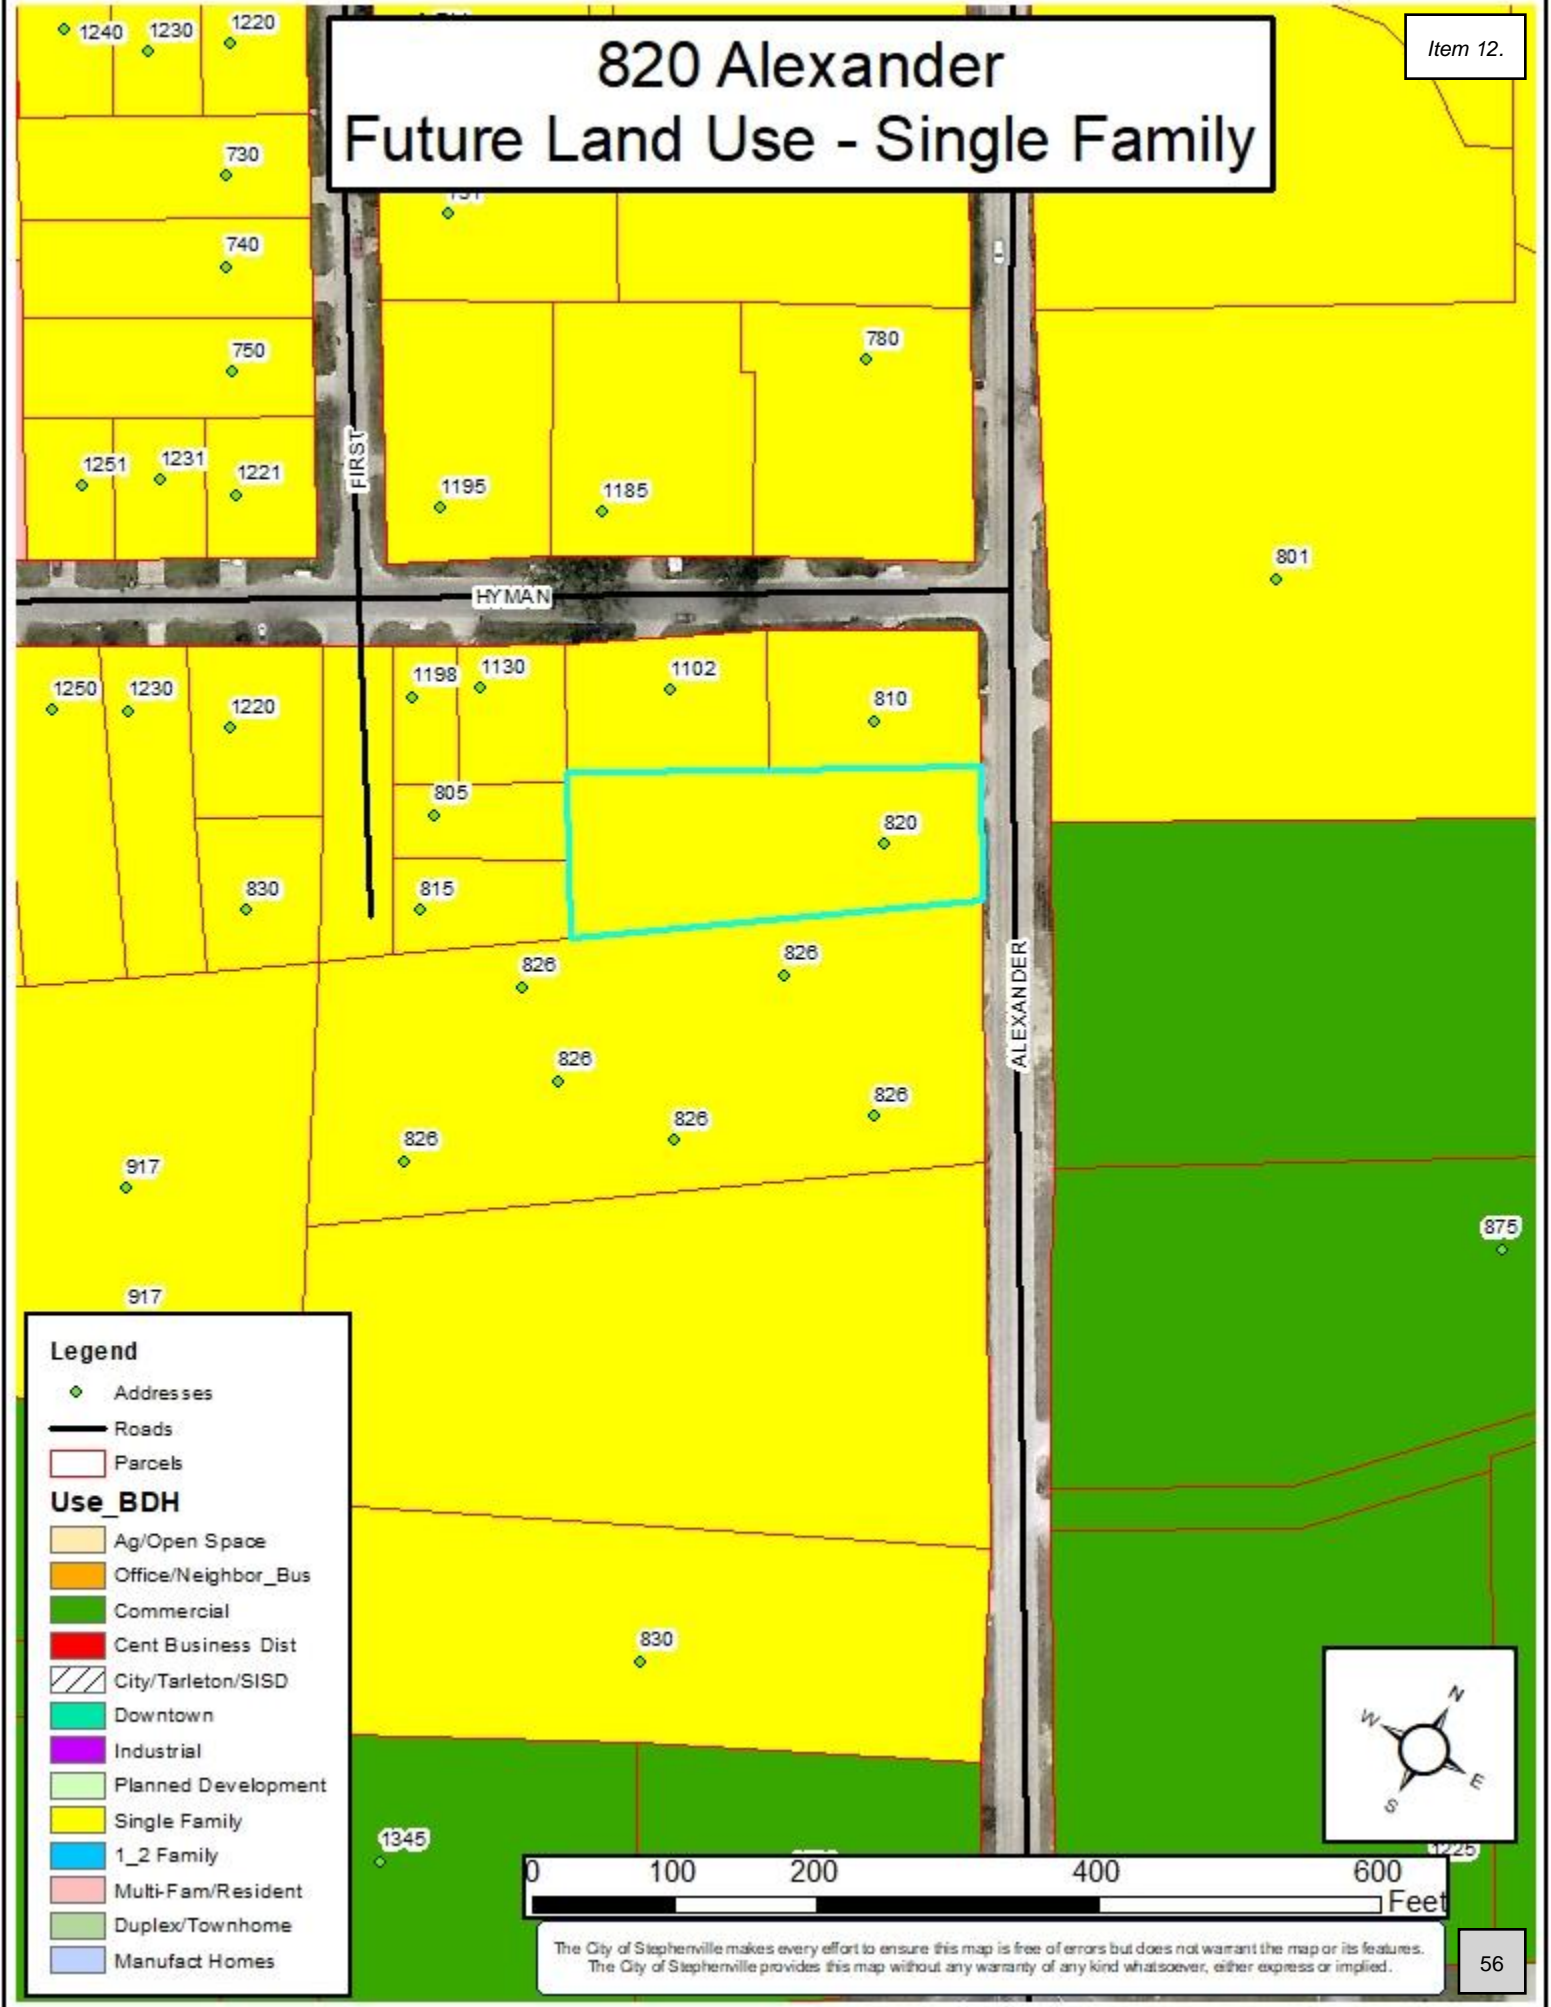 1240
1230
1220
Item 12.
820 Alexander
Future Land Use - Single Family
730
740
780
750
FIRST
1251
1231
1221
1195
1185
801
HYMAN
1250
1230
1220
1198
1130
1102
810
805
820
830
815
826
826
ALEXANDER
826
826
826
826
917
875
917
Legend
Addresses
Roads
Parcels
Use_BDH
Ag/Open Space
Office/Neighbor_Bus
Commercial
Cent Business Dist
City/Tarleton/SISD
Downtown
Industrial
Planned Development
Single Family
1_2 Family
Multi-Fam/Resident
Duplex/Townhome
Manufact Homes
830
N
W
E
S
1345
1225
0 100 200 400 600
Feet
The City of Stephenville makes every effort to ensure this map is free of errors but does not warrant the map or its features.
The City of Stephenville provides this map without any warranty of any kind whatsoever, either express or implied.
56